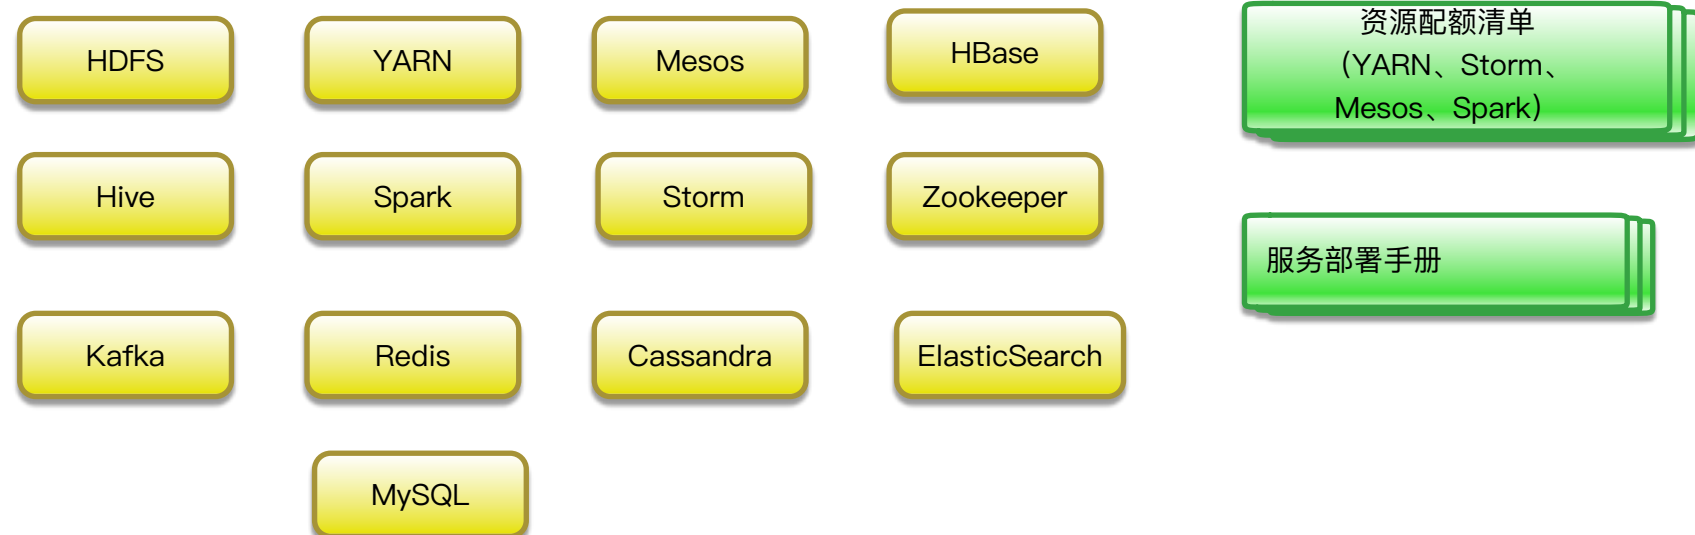 HDFS
YARN
Mesos
HBase
资源配额清单
（YARN、Storm、
Mesos、Spark）
Hive
Spark
Storm
Zookeeper
服务部署手册
Kafka
Redis
Cassandra
ElasticSearch
MySQL